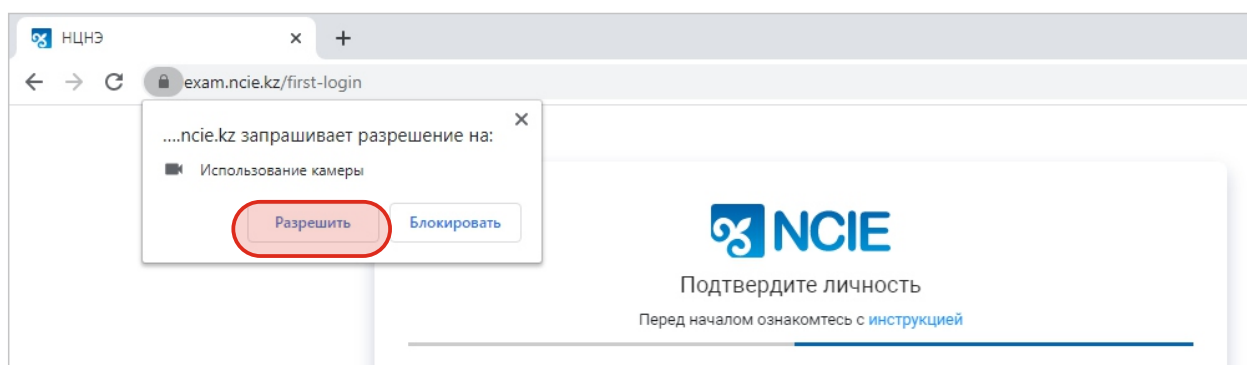 НЦНЭ
exam.ncie.kz/first-login
....ncie.kz запрашивает разрешение на:
Использование камеры
Разрешить Блокировать
NCIE
Подтвердите личность
Перед началом ознакомтесь с инструкцией